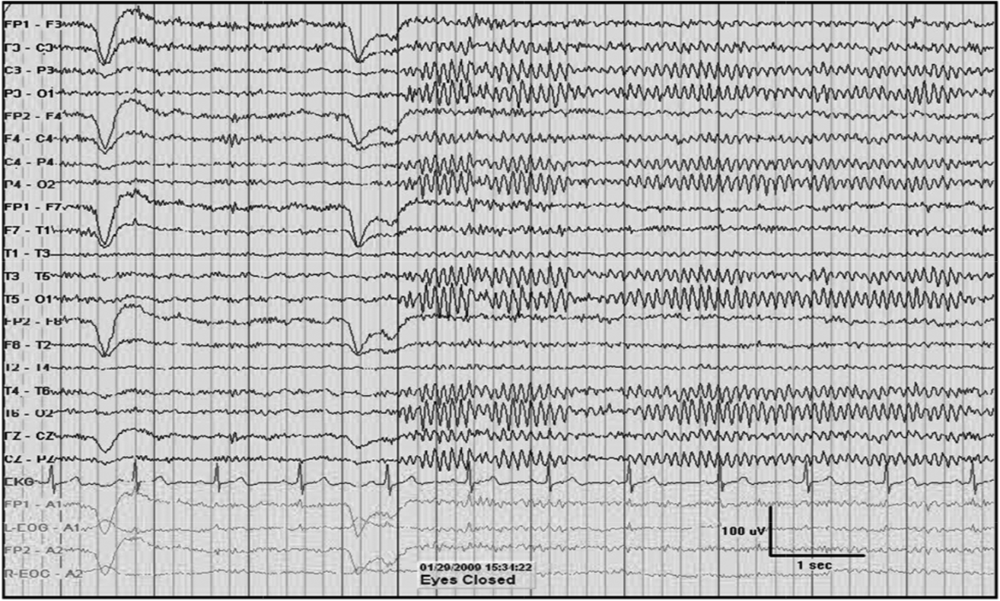 FP1 - F3
F3 - C3
C3 - P3
P3 - O1
FP2 - F4
F4 - C4
C4 - P4
P4 - O2
FP1 - F7
F7 - T1
T1 - T3
T3 T5
T5 - O1
FP2 - F8
F8 - T2
T2 - T4
T4 - T6
T6 - O2
FZ - CZ
CZ - PZ
EKG
FP1 - A1
L-EOG - A1
FP2 - A2
R-EOG - A2
100 uV
1 sec
01/29/2009 15:34:22
Eyes Closed